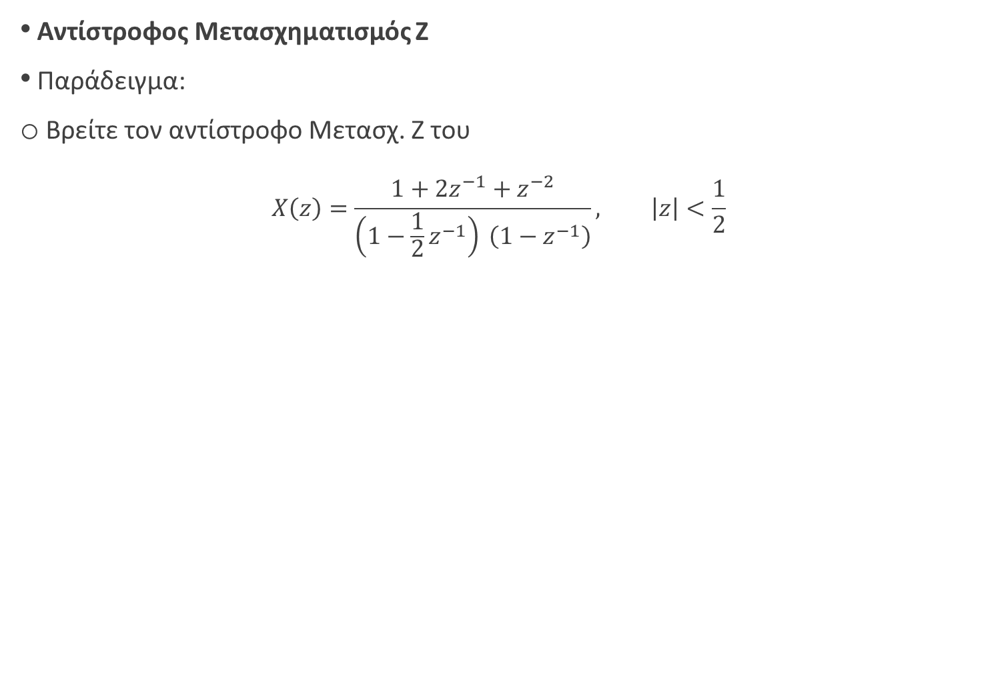 • Αντίστροφος Μετασχηματισμός Z
• Παράδειγμα:
○ Βρείτε τον αντίστροφο Μετασχ. Z του
X(z) = \frac{1 + 2z^{-1} + z^{-2}}{\left(1 - \frac{1}{2}z^{-1}\right)(1 - z^{-1})}, |z| < \frac{1}{2}